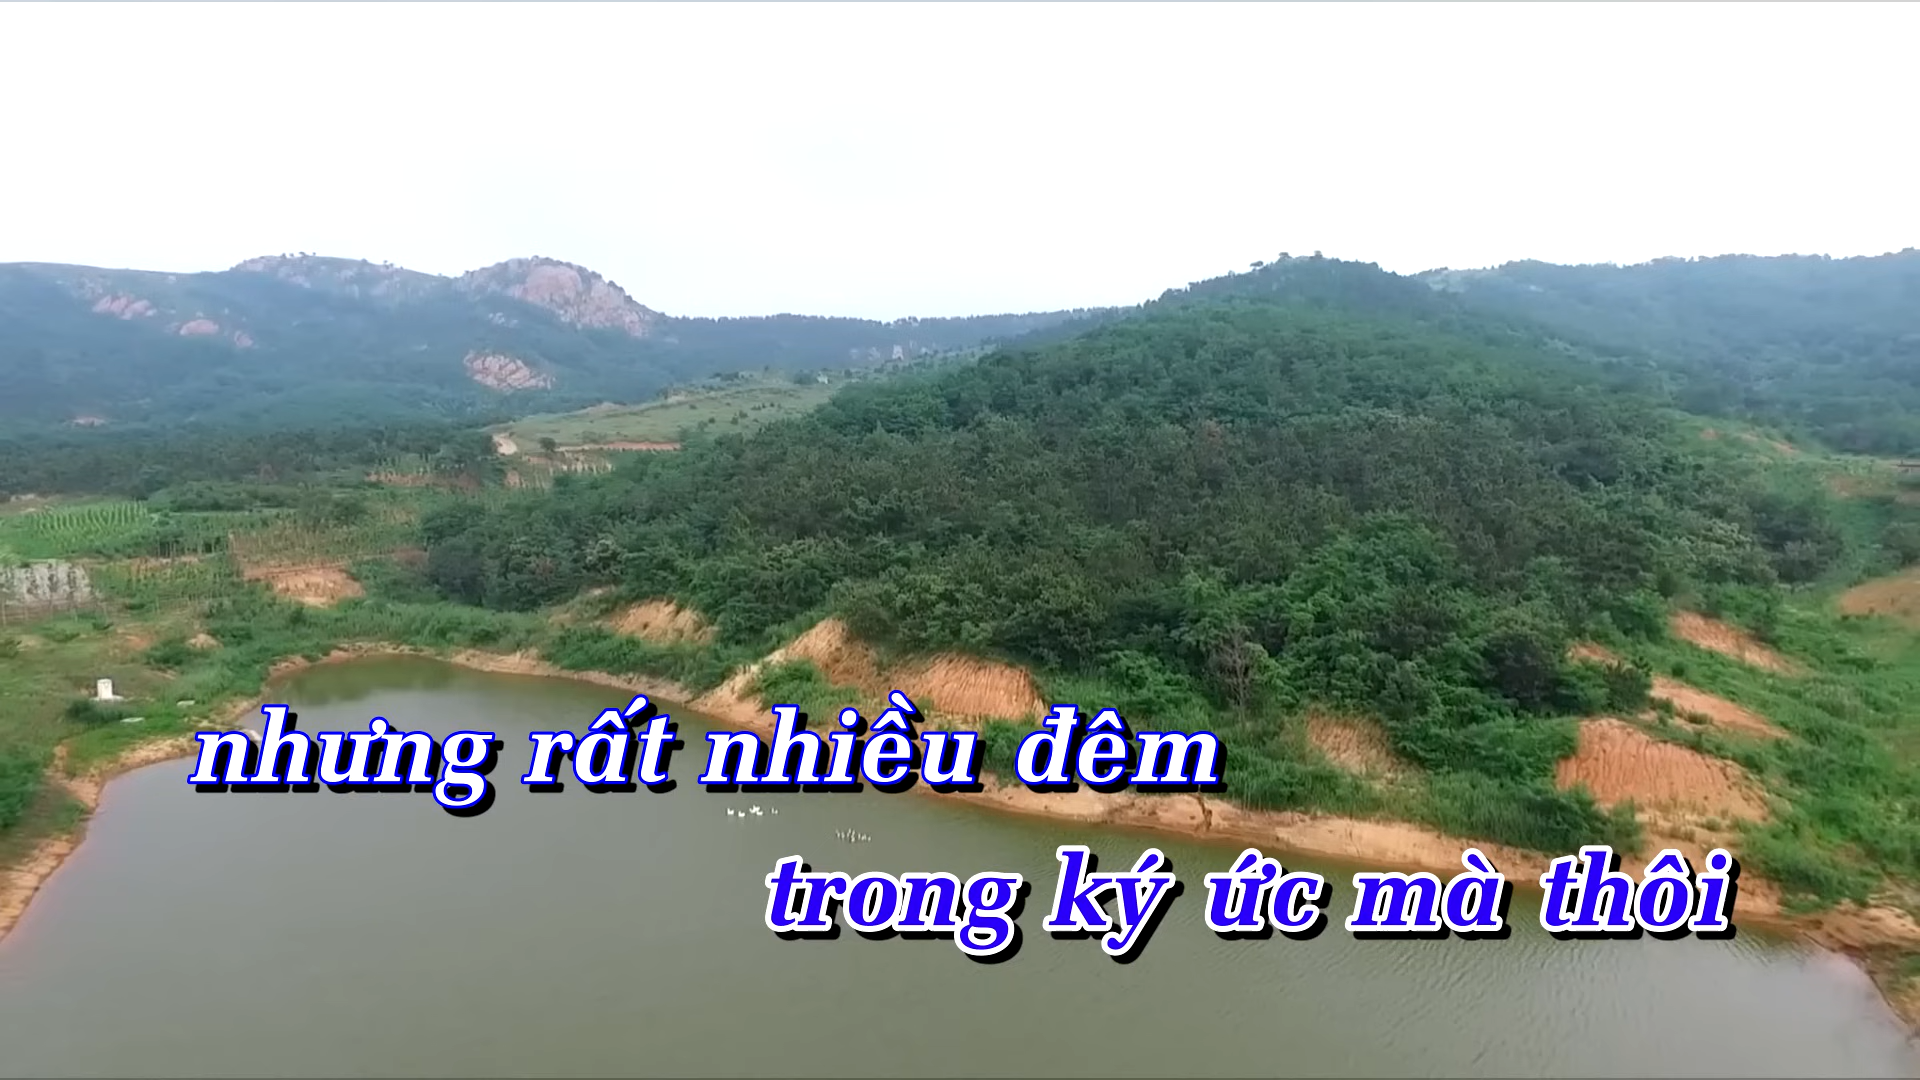 nhưng rất nhiều đêm
trong ký ức mà thôi